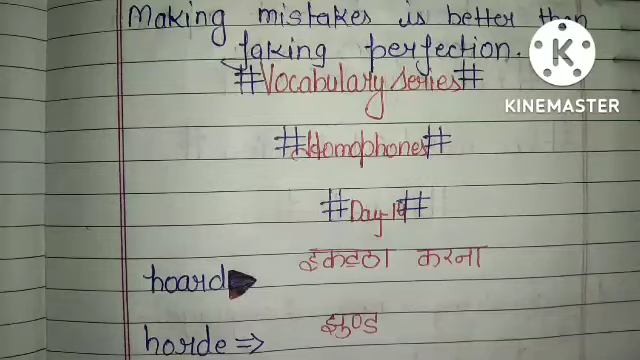 Making mistakes is better than
faking perfection.
#Vocabulary series#
KINEMASTER
#Homophones#
#Day-14#
hoard इकट्ठा करना
horde => झुण्ड